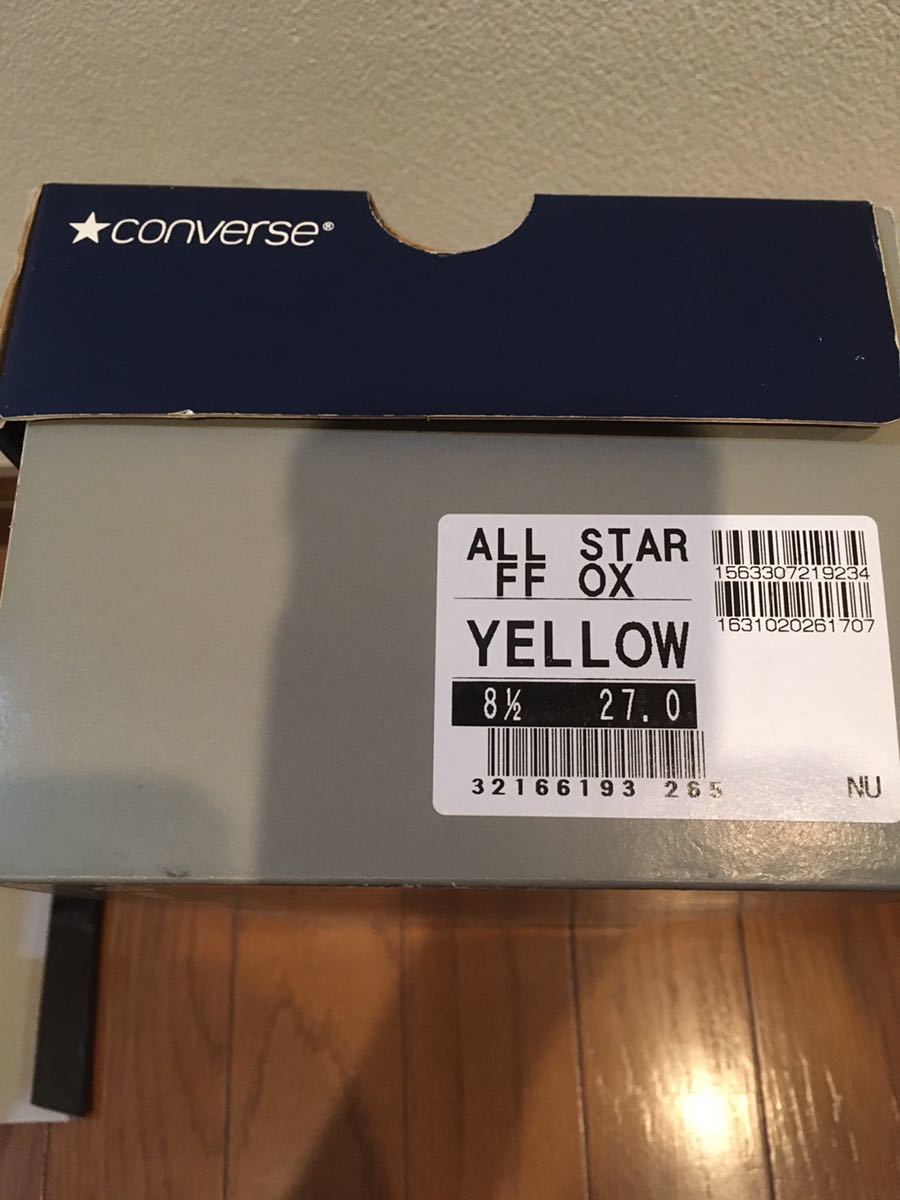 ★converse®
ALL STAR
FF OX
YELLOW
8½ 27.0
32166193 265
1563307219234
1631020261707
NU